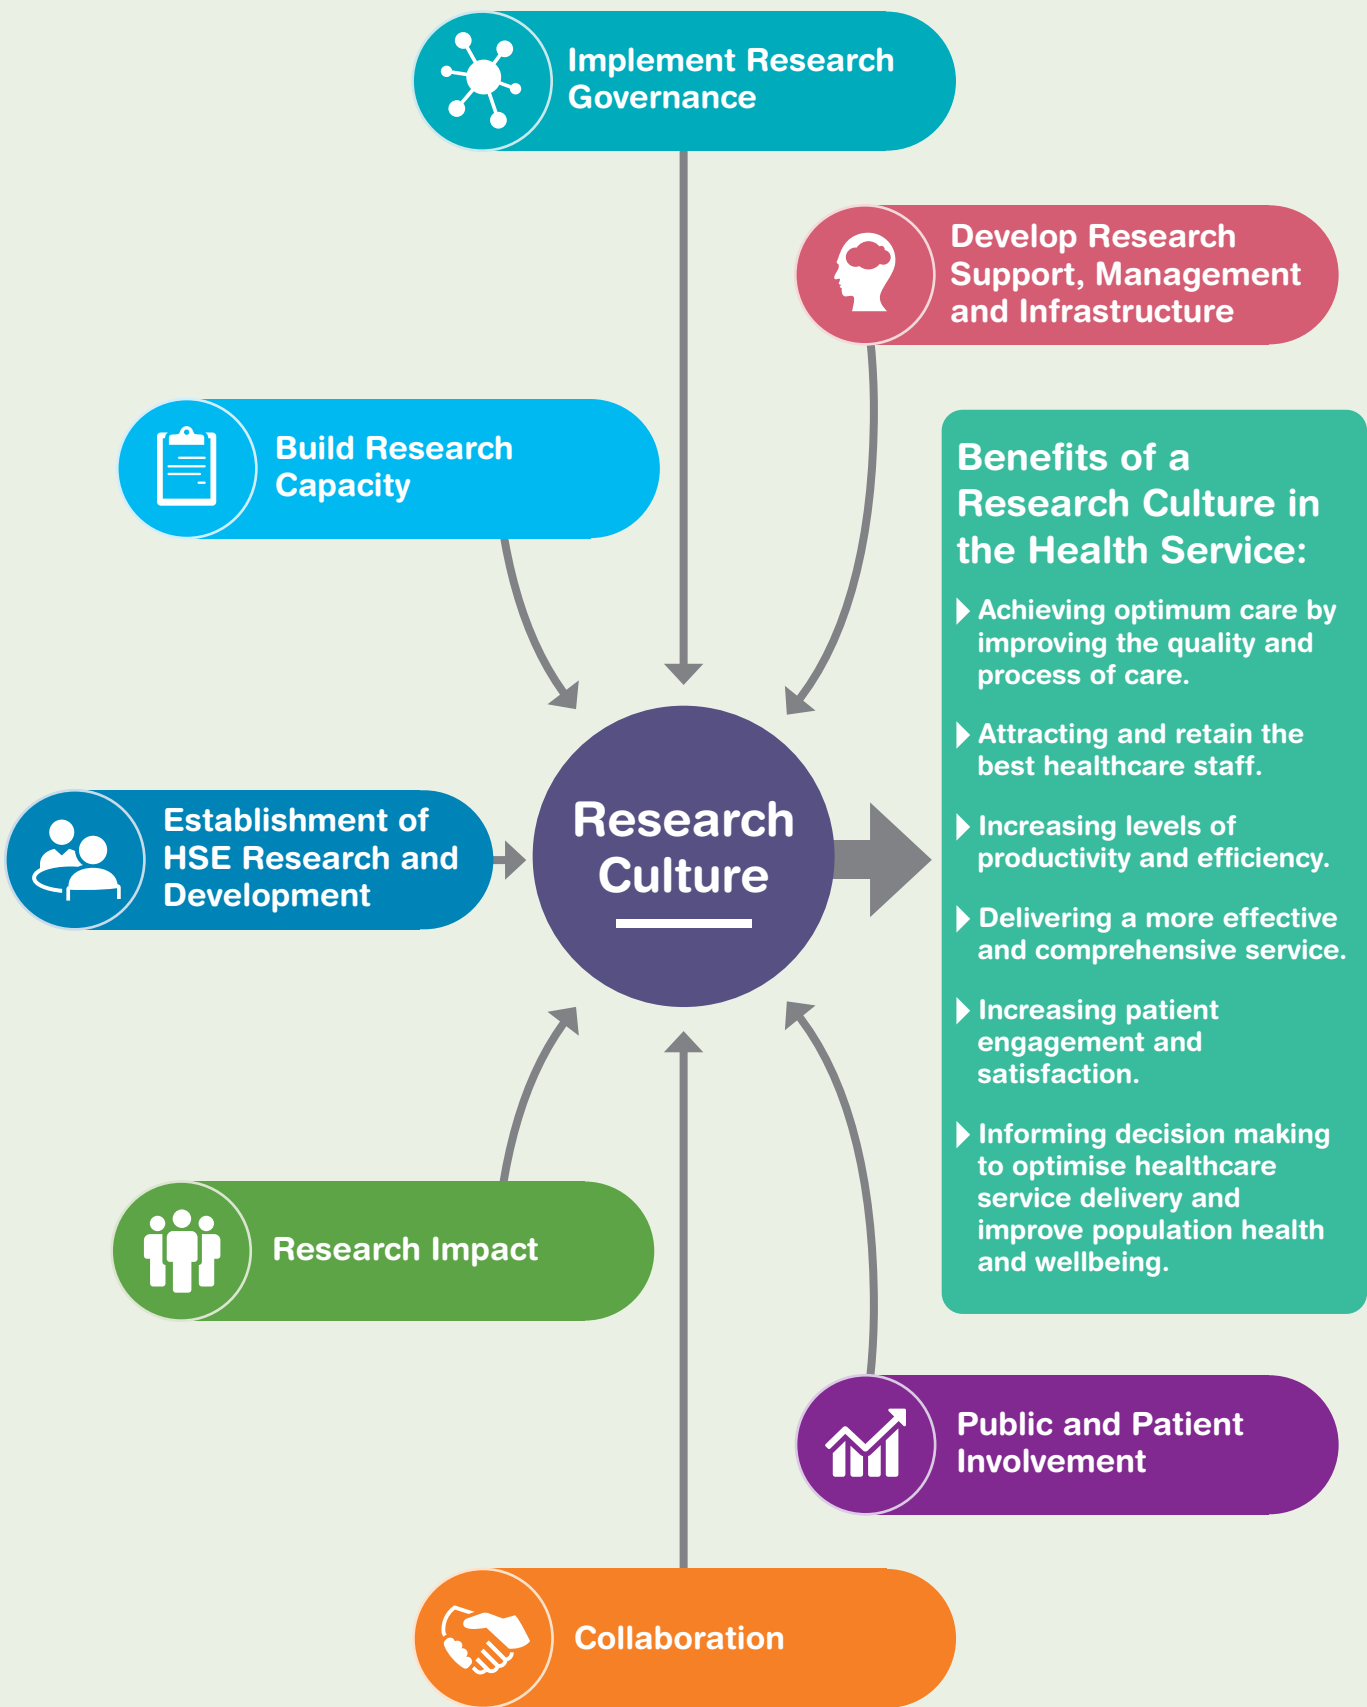 Implement Research
Governance
Develop Research
Support, Management
and Infrastructure
Build Research
Capacity
Establishment of
HSE Research and
Development
Research
Culture
Benefits of a
Research Culture in
the Health Service:
Achieving optimum care by
improving the quality and
process of care.
Attracting and retain the
best healthcare staff.
Increasing levels of
productivity and efficiency.
Delivering a more effective
and comprehensive service.
Increasing patient
engagement and
satisfaction.
Informing decision making
to optimise healthcare
service delivery and
improve population health
and wellbeing.
Research Impact
Public and Patient
Involvement
Collaboration